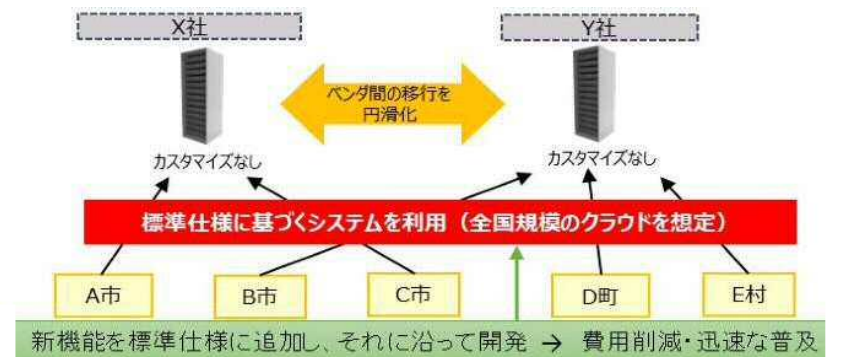 X社
Y社
ベンダ間の移行を
円滑化
カスタマイズなし
カスタマイズなし
標準仕様に基づくシステムを利用（全国規模のクラウドを想定）
A市
B市
C市
D町
E村
新機能を標準仕様に追加し、それに沿って開発 → 費用削減・迅速な普及